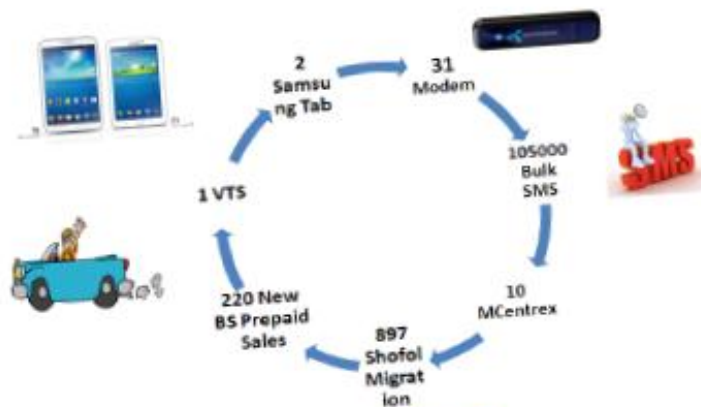 2
Samsu
ng Tab
31
Modem
105000
Bulk
SMS
10
MCentrex
897
Shofol
Migrat
ion
220 New
BS Prepaid
Sales
1 VTS
SMS